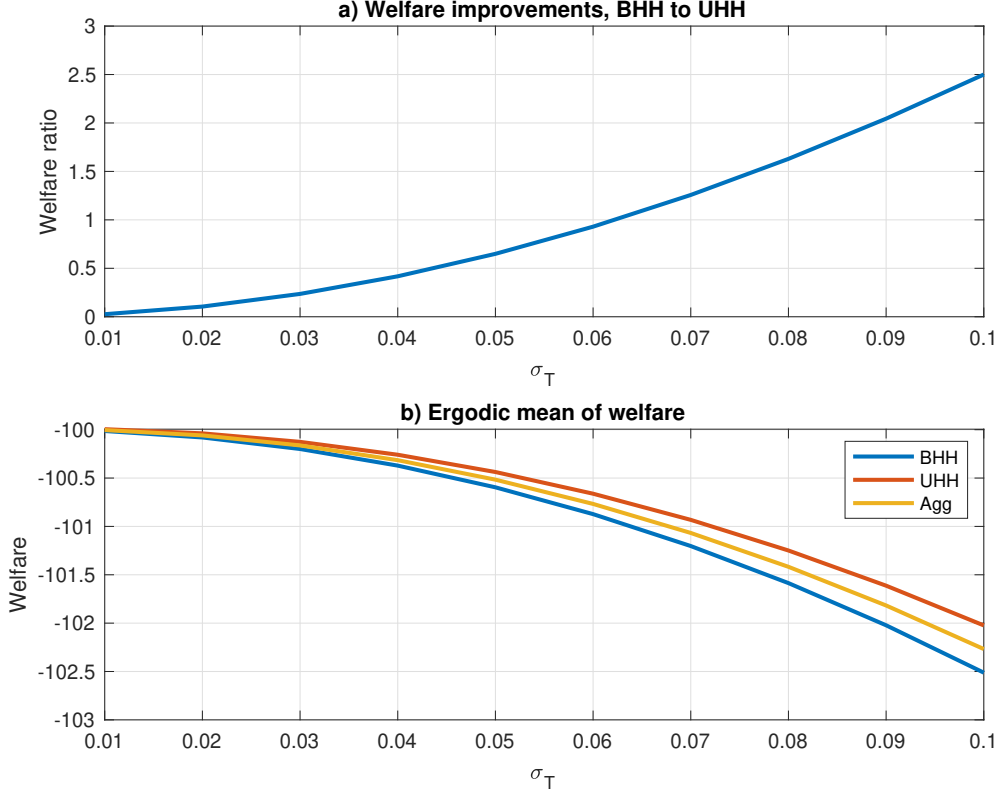 a) Welfare improvements, BHH to UHH
Welfare ratio
3
2.5
2
1.5
1
0.5
0
0.01 0.02 0.03 0.04 0.05 0.06 0.07 0.08 0.09 0.1
σ_T
b) Ergodic mean of welfare
Welfare
-100
-100.5
-101
-101.5
-102
-102.5
-103
BHH
UHH
Agg
0.01 0.02 0.03 0.04 0.05 0.06 0.07 0.08 0.09 0.1
σ_T